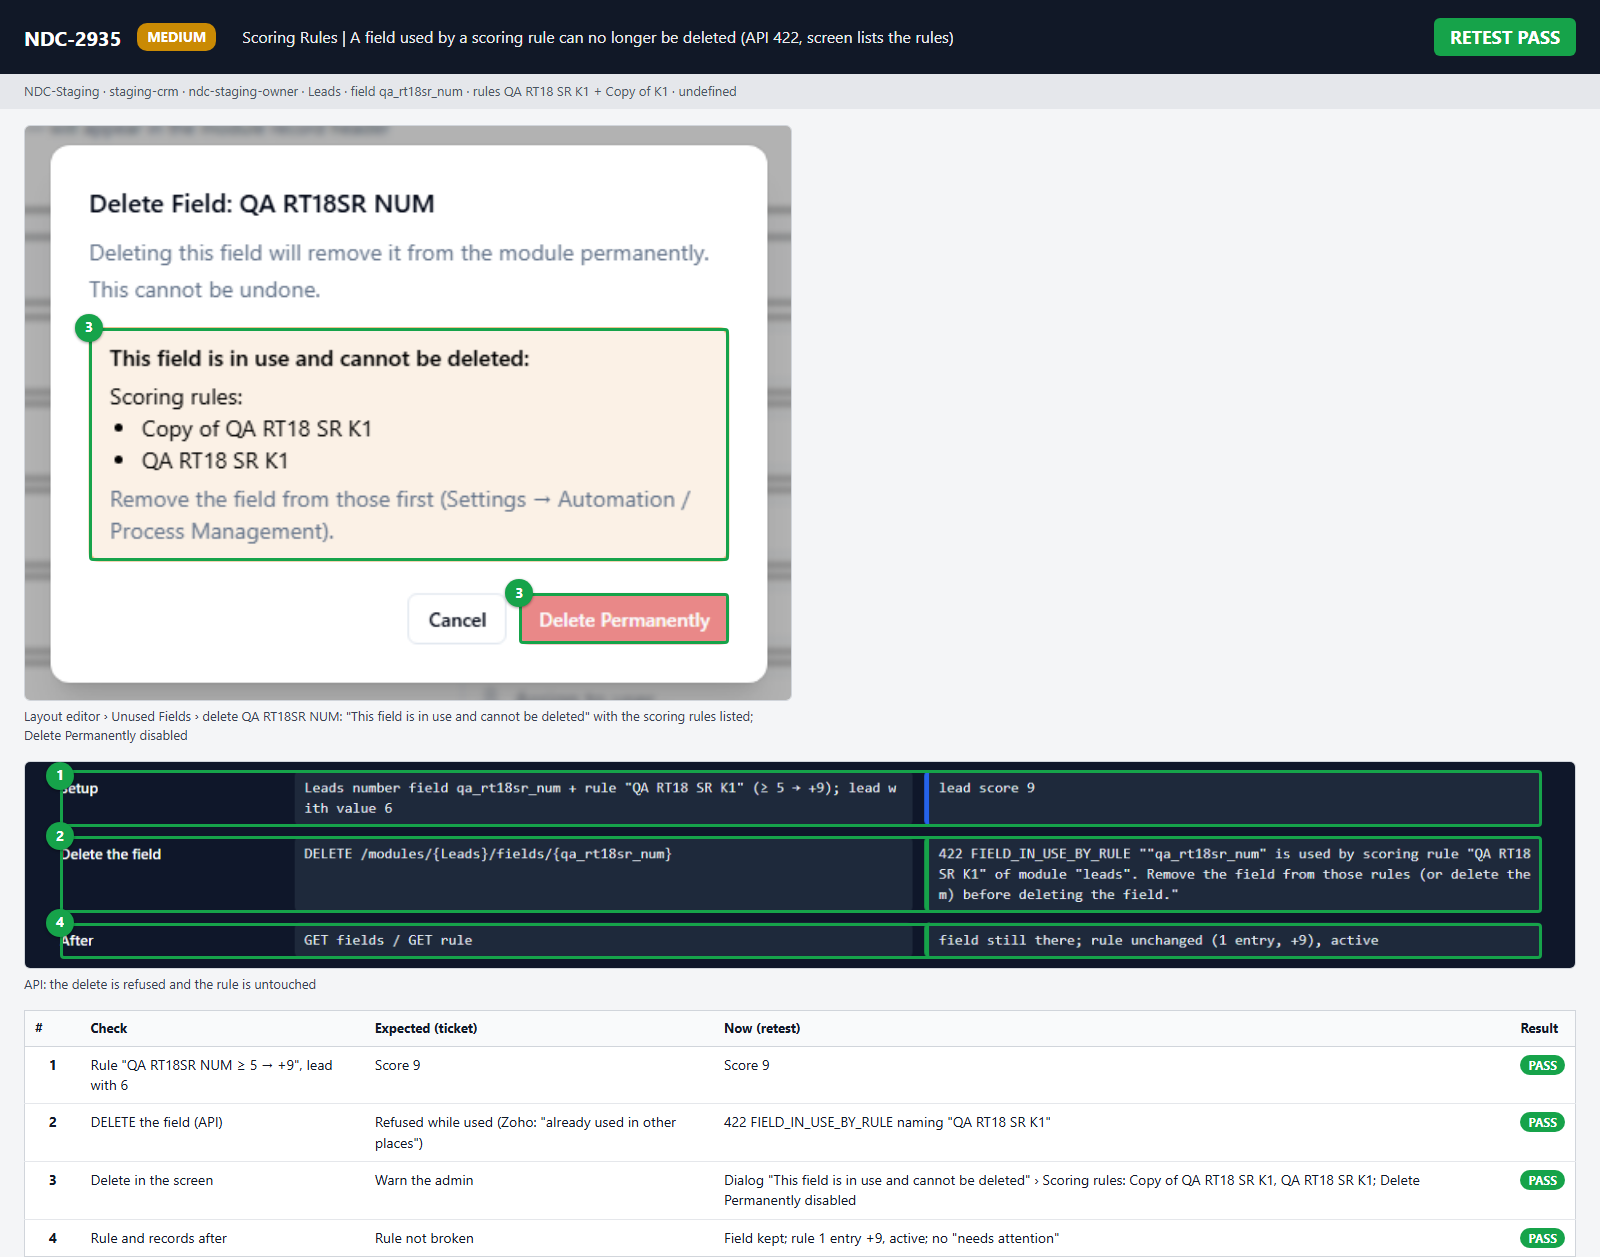 NDC-2935 MEDIUM Scoring Rules | A field used by a scoring rule can no longer be deleted (API 422, screen lists the rules) RETEST PASS
NDC-Staging · staging-crm · ndc-staging-owner · Leads · field qa_rt18sr_num · rules QA RT18 SR K1 + Copy of K1 · undefined
will appear in the module record header
Delete Field: QA RT18SR NUM
Deleting this field will remove it from the module permanently.
This cannot be undone.
3
This field is in use and cannot be deleted:
Scoring rules:
• Copy of QA RT18 SR K1
• QA RT18 SR K1
Remove the field from those first (Settings → Automation /
Process Management).
Cancel
3
Delete Permanently
Layout editor › Unused Fields › delete QA RT18SR NUM: "This field is in use and cannot be deleted" with the scoring rules listed;
Delete Permanently disabled
1
Setup
Leads number field qa_rt18sr_num + rule "QA RT18 SR K1" (≥ 5 → +9); lead w
ith value 6
lead score 9
2
Delete the field
DELETE /modules/{Leads}/fields/{qa_rt18sr_num}
422 FIELD_IN_USE_BY_RULE ""qa_rt18sr_num" is used by scoring rule "QA RT18
SR K1" of module "leads". Remove the field from those rules (or delete the
m) before deleting the field."
4
After
GET fields / GET rule
field still there; rule unchanged (1 entry, +9), active
API: the delete is refused and the rule is untouched
# Check Expected (ticket) Now (retest) Result
1 Rule "QA RT18SR NUM ≥ 5 → +9", lead
with 6
Score 9
Score 9
PASS
2 DELETE the field (API)
Refused while used (Zoho: "already used in other
places")
422 FIELD_IN_USE_BY_RULE naming "QA RT18 SR K1"
PASS
3 Delete in the screen
Warn the admin
Dialog "This field is in use and cannot be deleted" › Scoring rules: Copy of QA RT18 SR K1, QA RT18 SR K1; Delete
Permanently disabled
PASS
4 Rule and records after
Rule not broken
Field kept; rule 1 entry +9, active; no "needs attention"
PASS